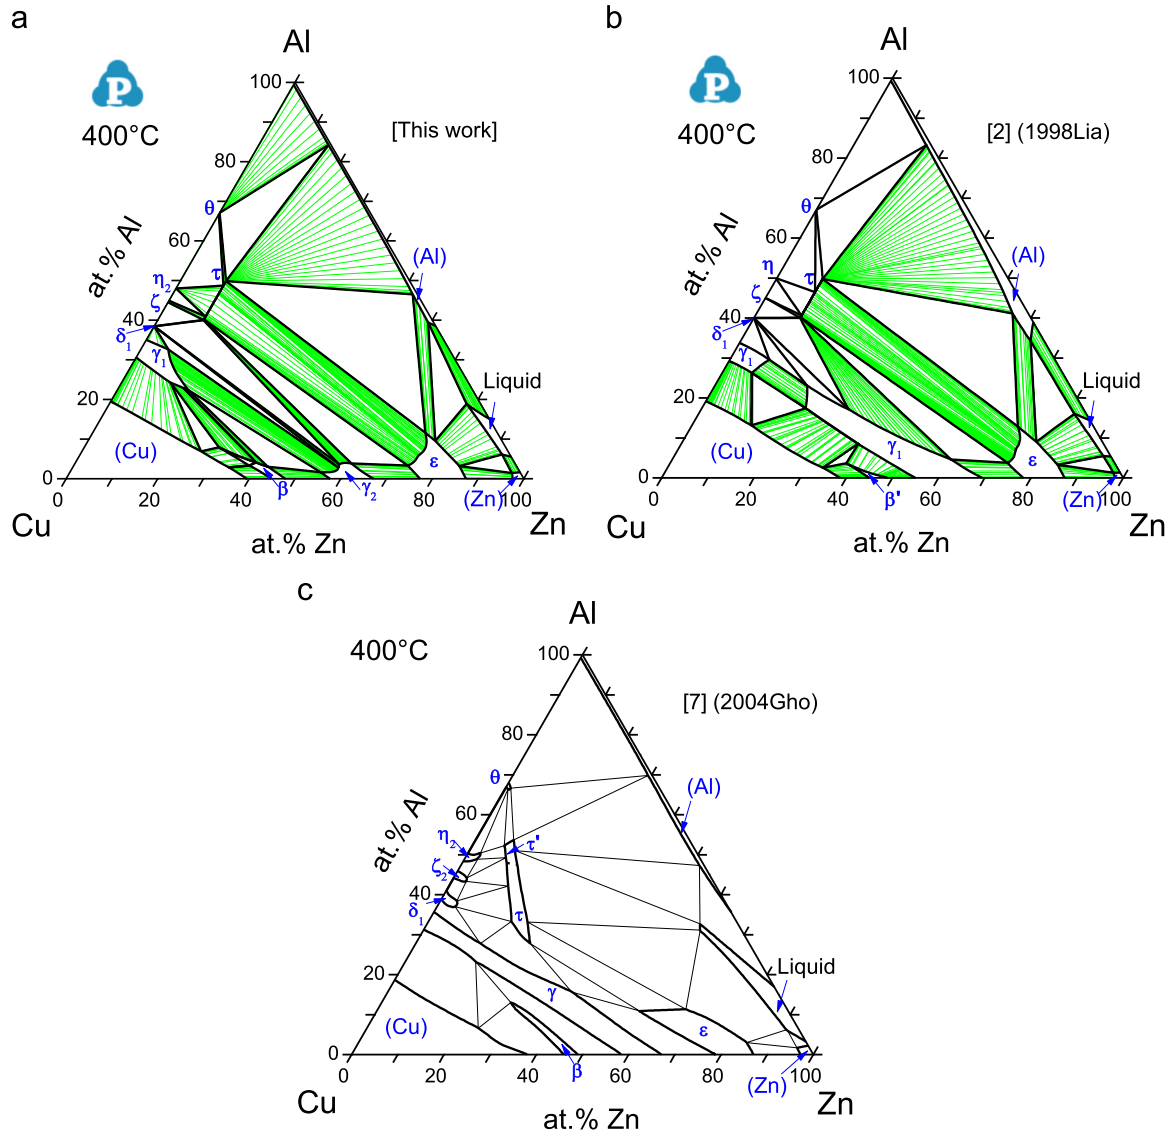 a
Al
P
100
400°C
[This work]
80
θ
60
at.% Al
τ
(Al)
η2
ζ
40
δ1
γ1
Liquid
20
(Cu)
ε
0
β
γ2
(Zn)
0
20
40
60
80
100
Cu
Zn
at.% Zn
b
Al
P
100
400°C
[2] (1998Lia)
80
θ
60
at.% Al
(Al)
η
τ
ζ
40
δ1
γ1
Liquid
20
(Cu)
γ1
ε
0
β'
(Zn)
0
20
40
60
80
100
Cu
Zn
at.% Zn
c
Al
400°C
100
[7] (2004Gho)
80
θ
(Al)
60
at.% Al
η2
τ'
ζ2
40
δ1
τ
Liquid
20
γ
(Cu)
ε
0
β
(Zn)
0
20
40
60
80
100
Cu
Zn
at.% Zn